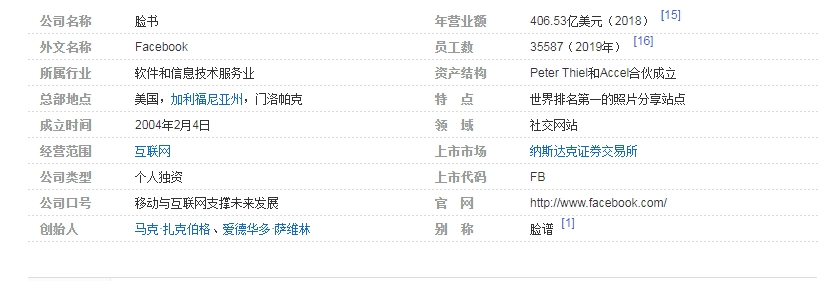 公司名称 脸书 年营业额 406.53亿美元（2018） [15]
外文名称 Facebook 员工数 35587（2019年） [16]
所属行业 软件和信息技术服务业 资产结构 Peter Thiel和Accel合伙成立
总部地点 美国，加利福尼亚州，门洛帕克 特 点 世界排名第一的照片分享站点
成立时间 2004年2月4日 领 域 社交网站
经营范围 互联网 上市市场 纳斯达克证券交易所
公司类型 个人独资 上市代码 FB
公司口号 移动与互联网支撑未来发展 官 网 http://www.facebook.com/
创始人 马克·扎克伯格、爱德华多·萨维林 别 称 脸谱 [1]